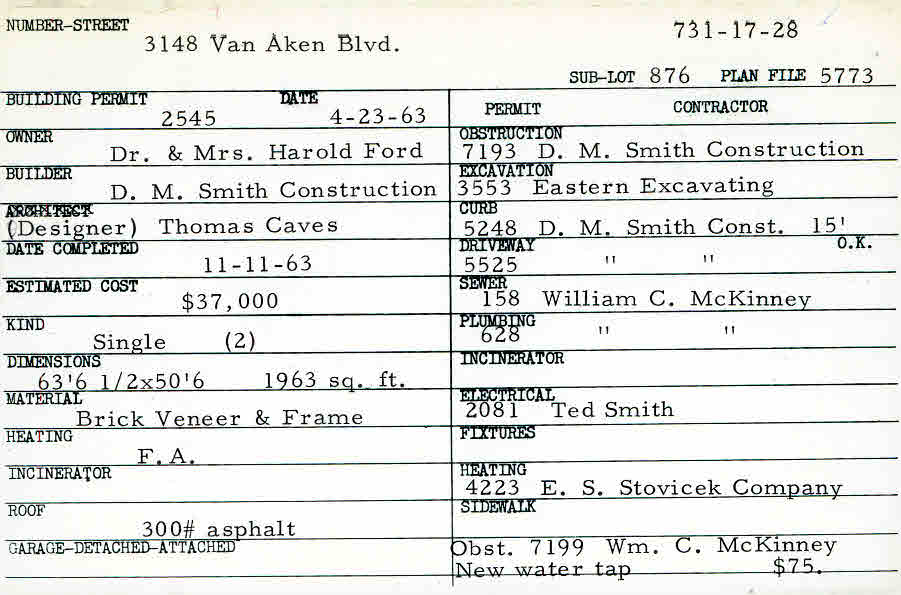 NUMBER-STREET 3148 Van Aken Blvd. 731-17-28
SUB-LOT 876 PLAN FILE 5773
BUILDING PERMIT 2545 DATE 4-23-63
OWNER Dr. & Mrs. Harold Ford
BUILDER D. M. Smith Construction
ARCHITECT (Designer) Thomas Caves
DATE COMPLETED 11-11-63
ESTIMATED COST $37,000
KIND Single (2)
DIMENSIONS 63'6 1/2x50'6 1963 sq. ft.
MATERIAL Brick Veneer & Frame
HEATING F.A.
INCINERATOR
ROOF 300# asphalt
GARAGE-DETACHED-ATTACHED
PERMIT CONTRACTOR
OBSTRUCTION 7193 D. M. Smith Construction
EXCAVATION 3553 Eastern Excavating
CURB 5248 D. M. Smith Const. 15'
DRIVEWAY 5525 " " O.K.
SEWER 158 William C. McKinney
PLUMBING 628 " "
INCINERATOR
ELECTRICAL 2081 Ted Smith
FIXTURES
HEATING 4223 E. S. Stovicek Company
SIDEWALK
Obst. 7199 Wm. C. McKinney
New water tap $75.